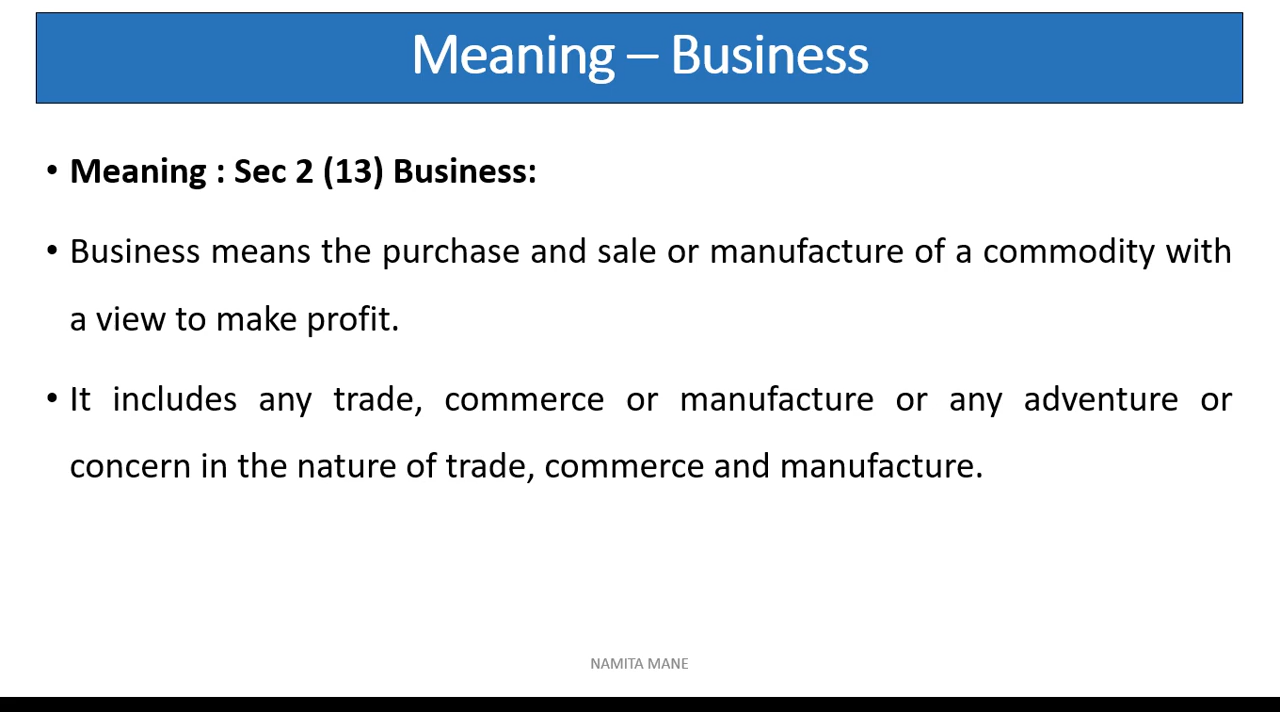 Meaning – Business
• Meaning : Sec 2 (13) Business:
• Business means the purchase and sale or manufacture of a commodity with
a view to make profit.
• It includes any trade, commerce or manufacture or any adventure or
concern in the nature of trade, commerce and manufacture.
NAMITA MANE